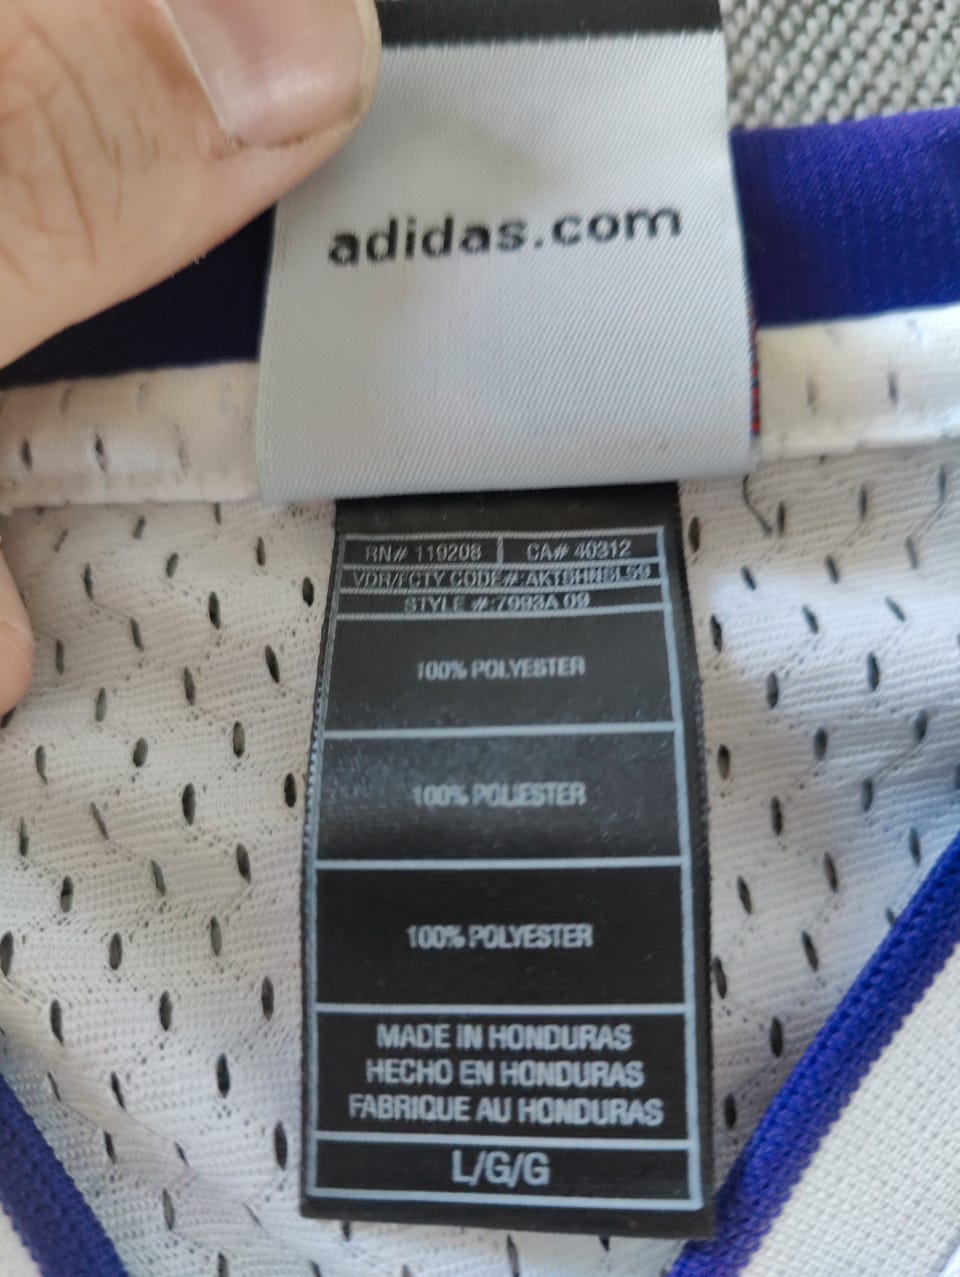 adidas.com
RN# 119208 CA# 40312
VDR/FCTY CODE#:
STYLE #:7993A 09
100% POLYESTER
100% POLIESTER
100% POLYESTER
MADE IN HONDURAS
HECHO EN HONDURAS
FABRIQUE AU HONDURAS
L/G/G